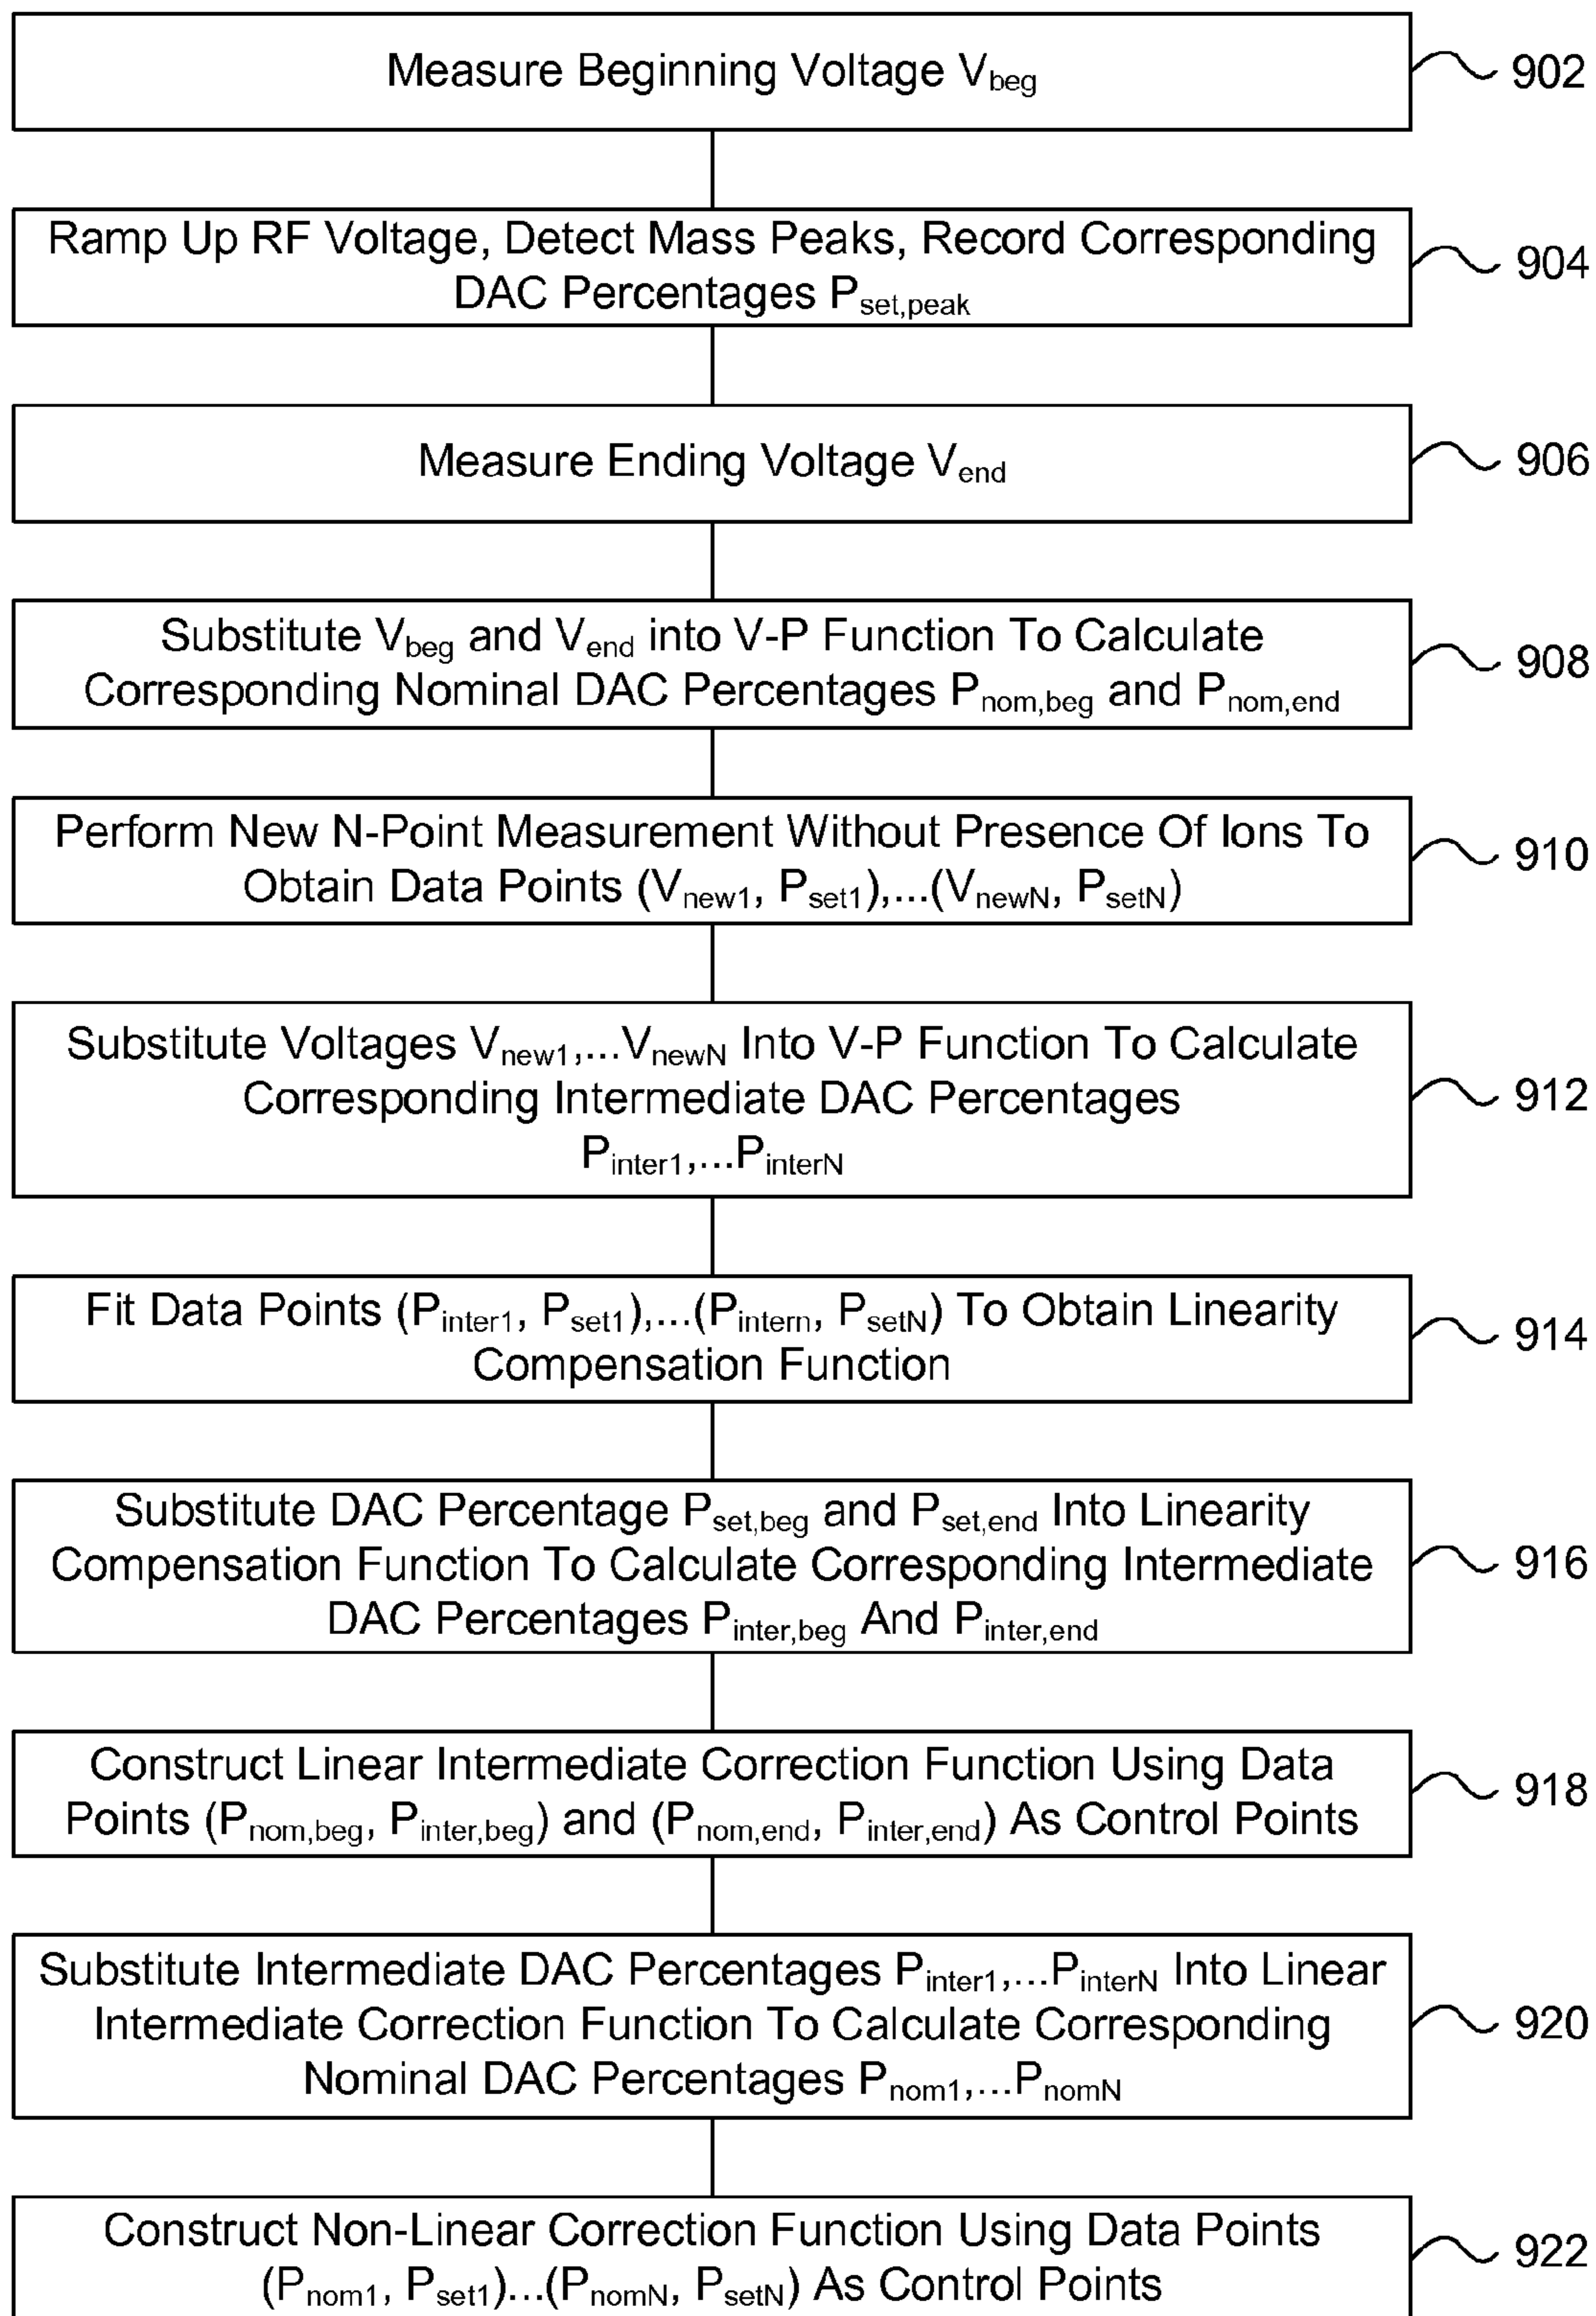 Measure Beginning Voltage Vbeg
902
Ramp Up RF Voltage, Detect Mass Peaks, Record Corresponding
DAC Percentages Pset,peak
904
Measure Ending Voltage Vend
906
Substitute Vbeg and Vend into V-P Function To Calculate
Corresponding Nominal DAC Percentages Pnom,beg and Pnom,end
908
Perform New N-Point Measurement Without Presence Of Ions To
Obtain Data Points (Vnew1, Pset1),...(VnewN, PsetN)
910
Substitute Voltages Vnew1,...VnewN Into V-P Function To Calculate
Corresponding Intermediate DAC Percentages
Pinter1,...PinterN
912
Fit Data Points (Pinter1, Pset1),...(Pintern, PsetN) To Obtain Linearity
Compensation Function
914
Substitute DAC Percentage Pset,beg and Pset,end Into Linearity
Compensation Function To Calculate Corresponding Intermediate
DAC Percentages Pinter,beg And Pinter,end
916
Construct Linear Intermediate Correction Function Using Data
Points (Pnom,beg, Pinter,beg) and (Pnom,end, Pinter,end) As Control Points
918
Substitute Intermediate DAC Percentages Pinter1,...PinterN Into Linear
Intermediate Correction Function To Calculate Corresponding
Nominal DAC Percentages Pnom1,...PnomN
920
Construct Non-Linear Correction Function Using Data Points
(Pnom1, Pset1)...(PnomN, PsetN) As Control Points
922